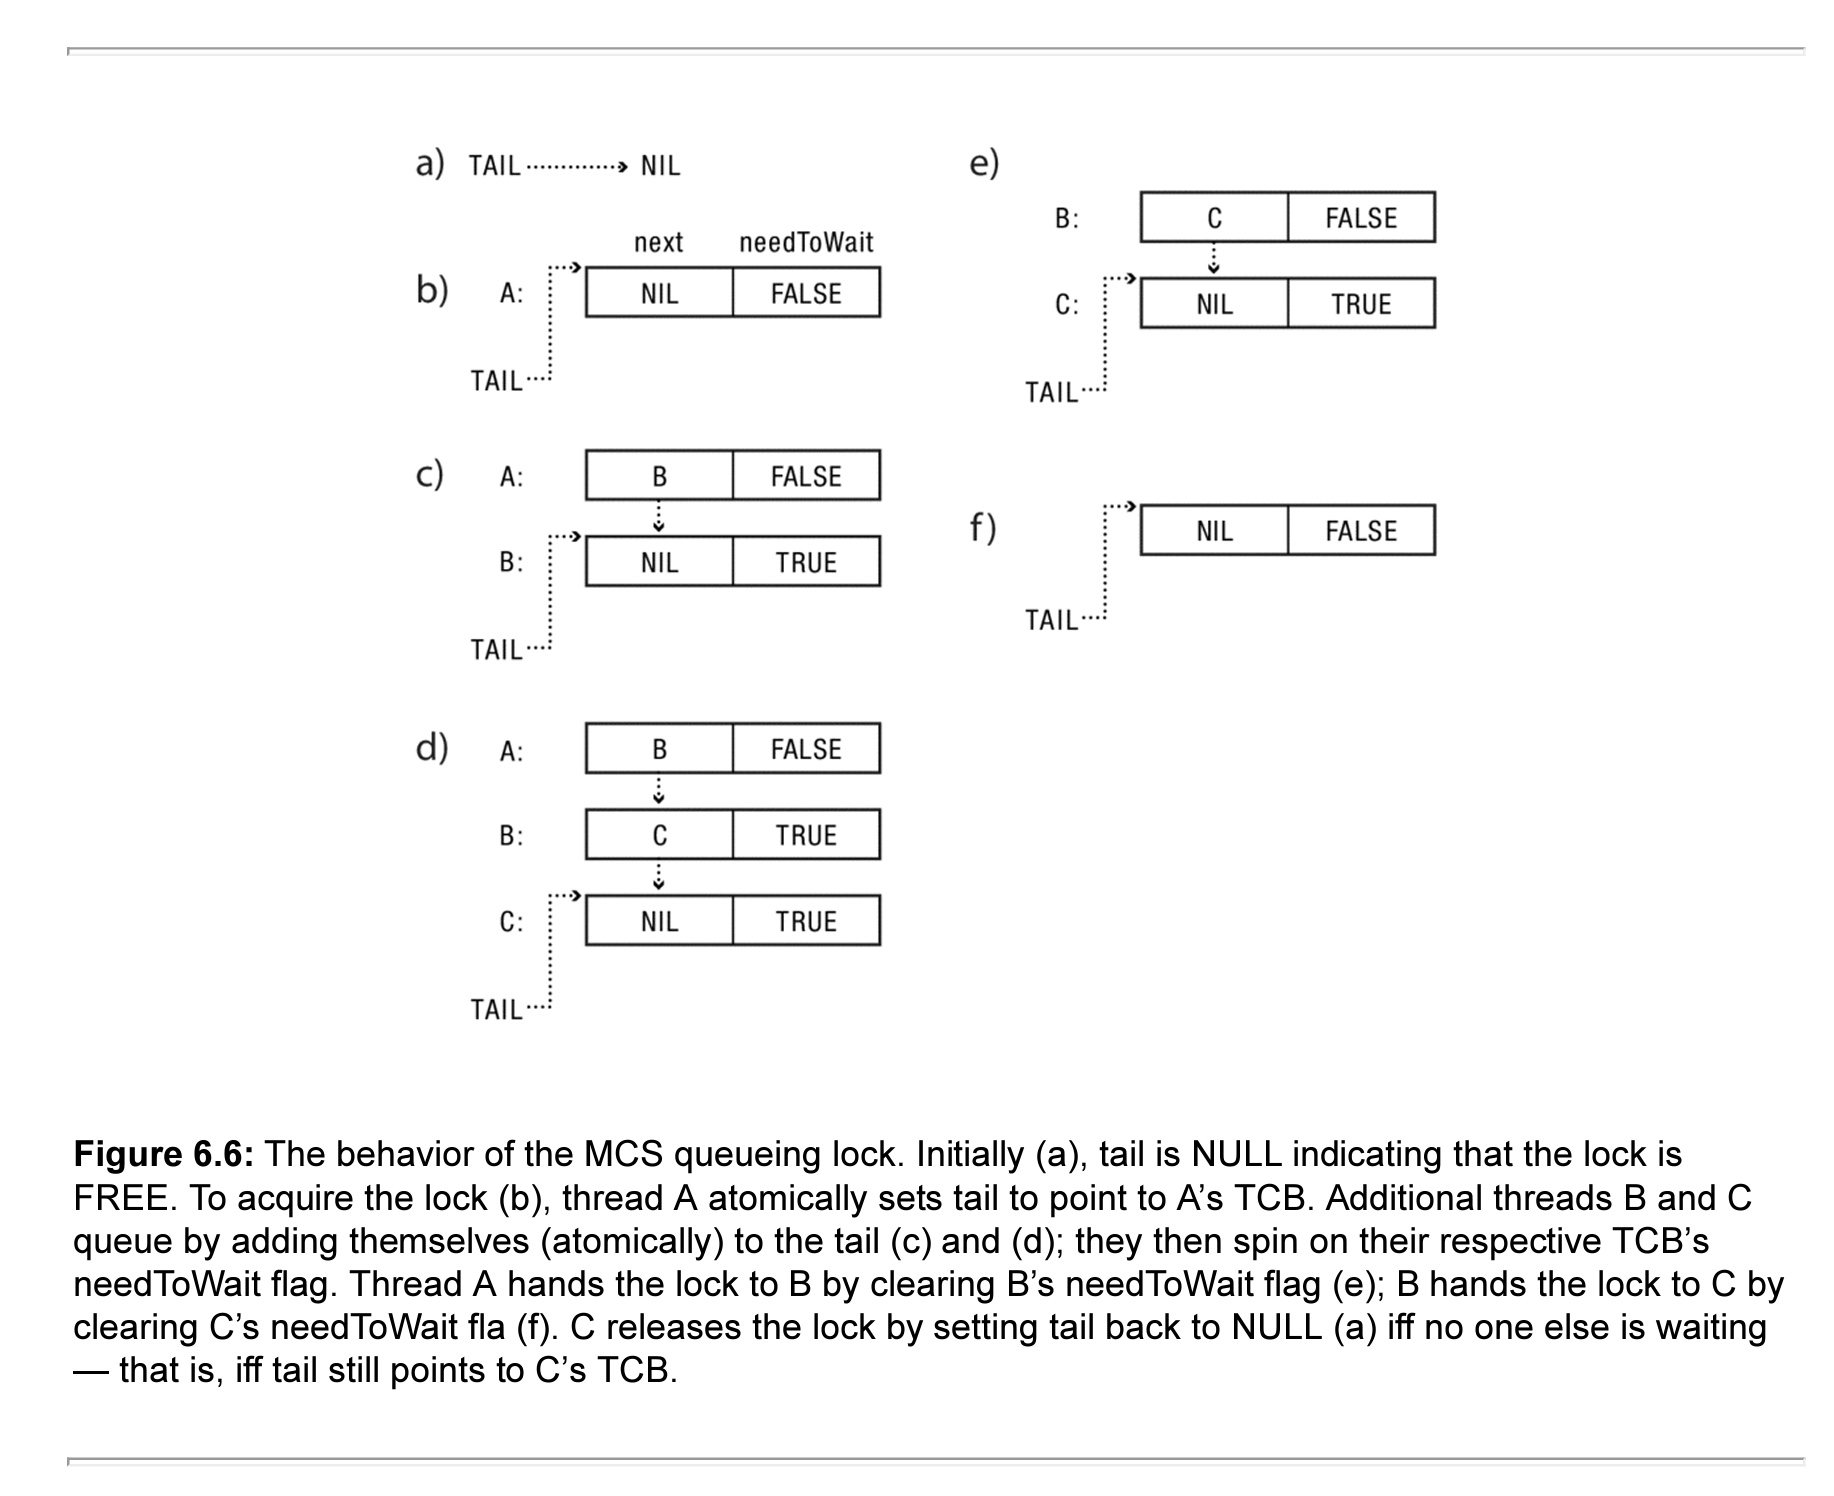 a) TAIL NIL
next needToWait
b) A: NIL FALSE
TAIL
c) A: B FALSE
B: NIL TRUE
TAIL
d) A: B FALSE
B: C TRUE
C: NIL TRUE
TAIL
e)
B: C FALSE
C: NIL TRUE
TAIL
f) NIL FALSE
TAIL
Figure 6.6: The behavior of the MCS queueing lock. Initially (a), tail is NULL indicating that the lock is
FREE. To acquire the lock (b), thread A atomically sets tail to point to A’s TCB. Additional threads B and C
queue by adding themselves (atomically) to the tail (c) and (d); they then spin on their respective TCB’s
needToWait flag. Thread A hands the lock to B by clearing B’s needToWait flag (e); B hands the lock to C by
clearing C’s needToWait fla (f). C releases the lock by setting tail back to NULL (a) iff no one else is waiting
— that is, iff tail still points to C’s TCB.